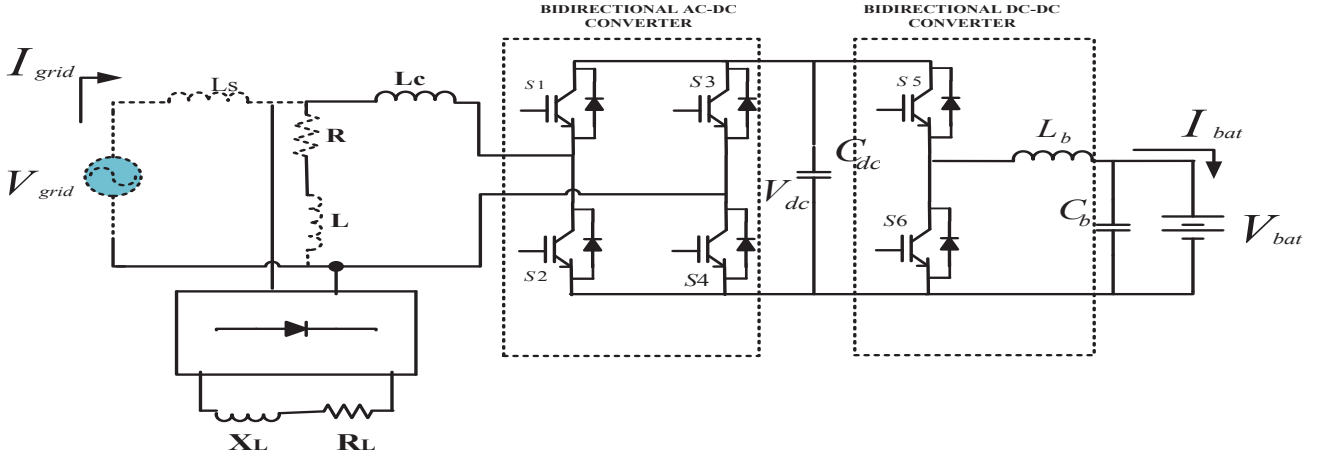 BIDIRECTIONAL AC-DC
CONVERTER
BIDIRECTIONAL DC-DC
CONVERTER
I grid
Ls
Lc
S1
S3
S5
R
L b
I bat
V grid
C dc
V dc
L
S2
S4
S6
C b
V bat
XL
RL